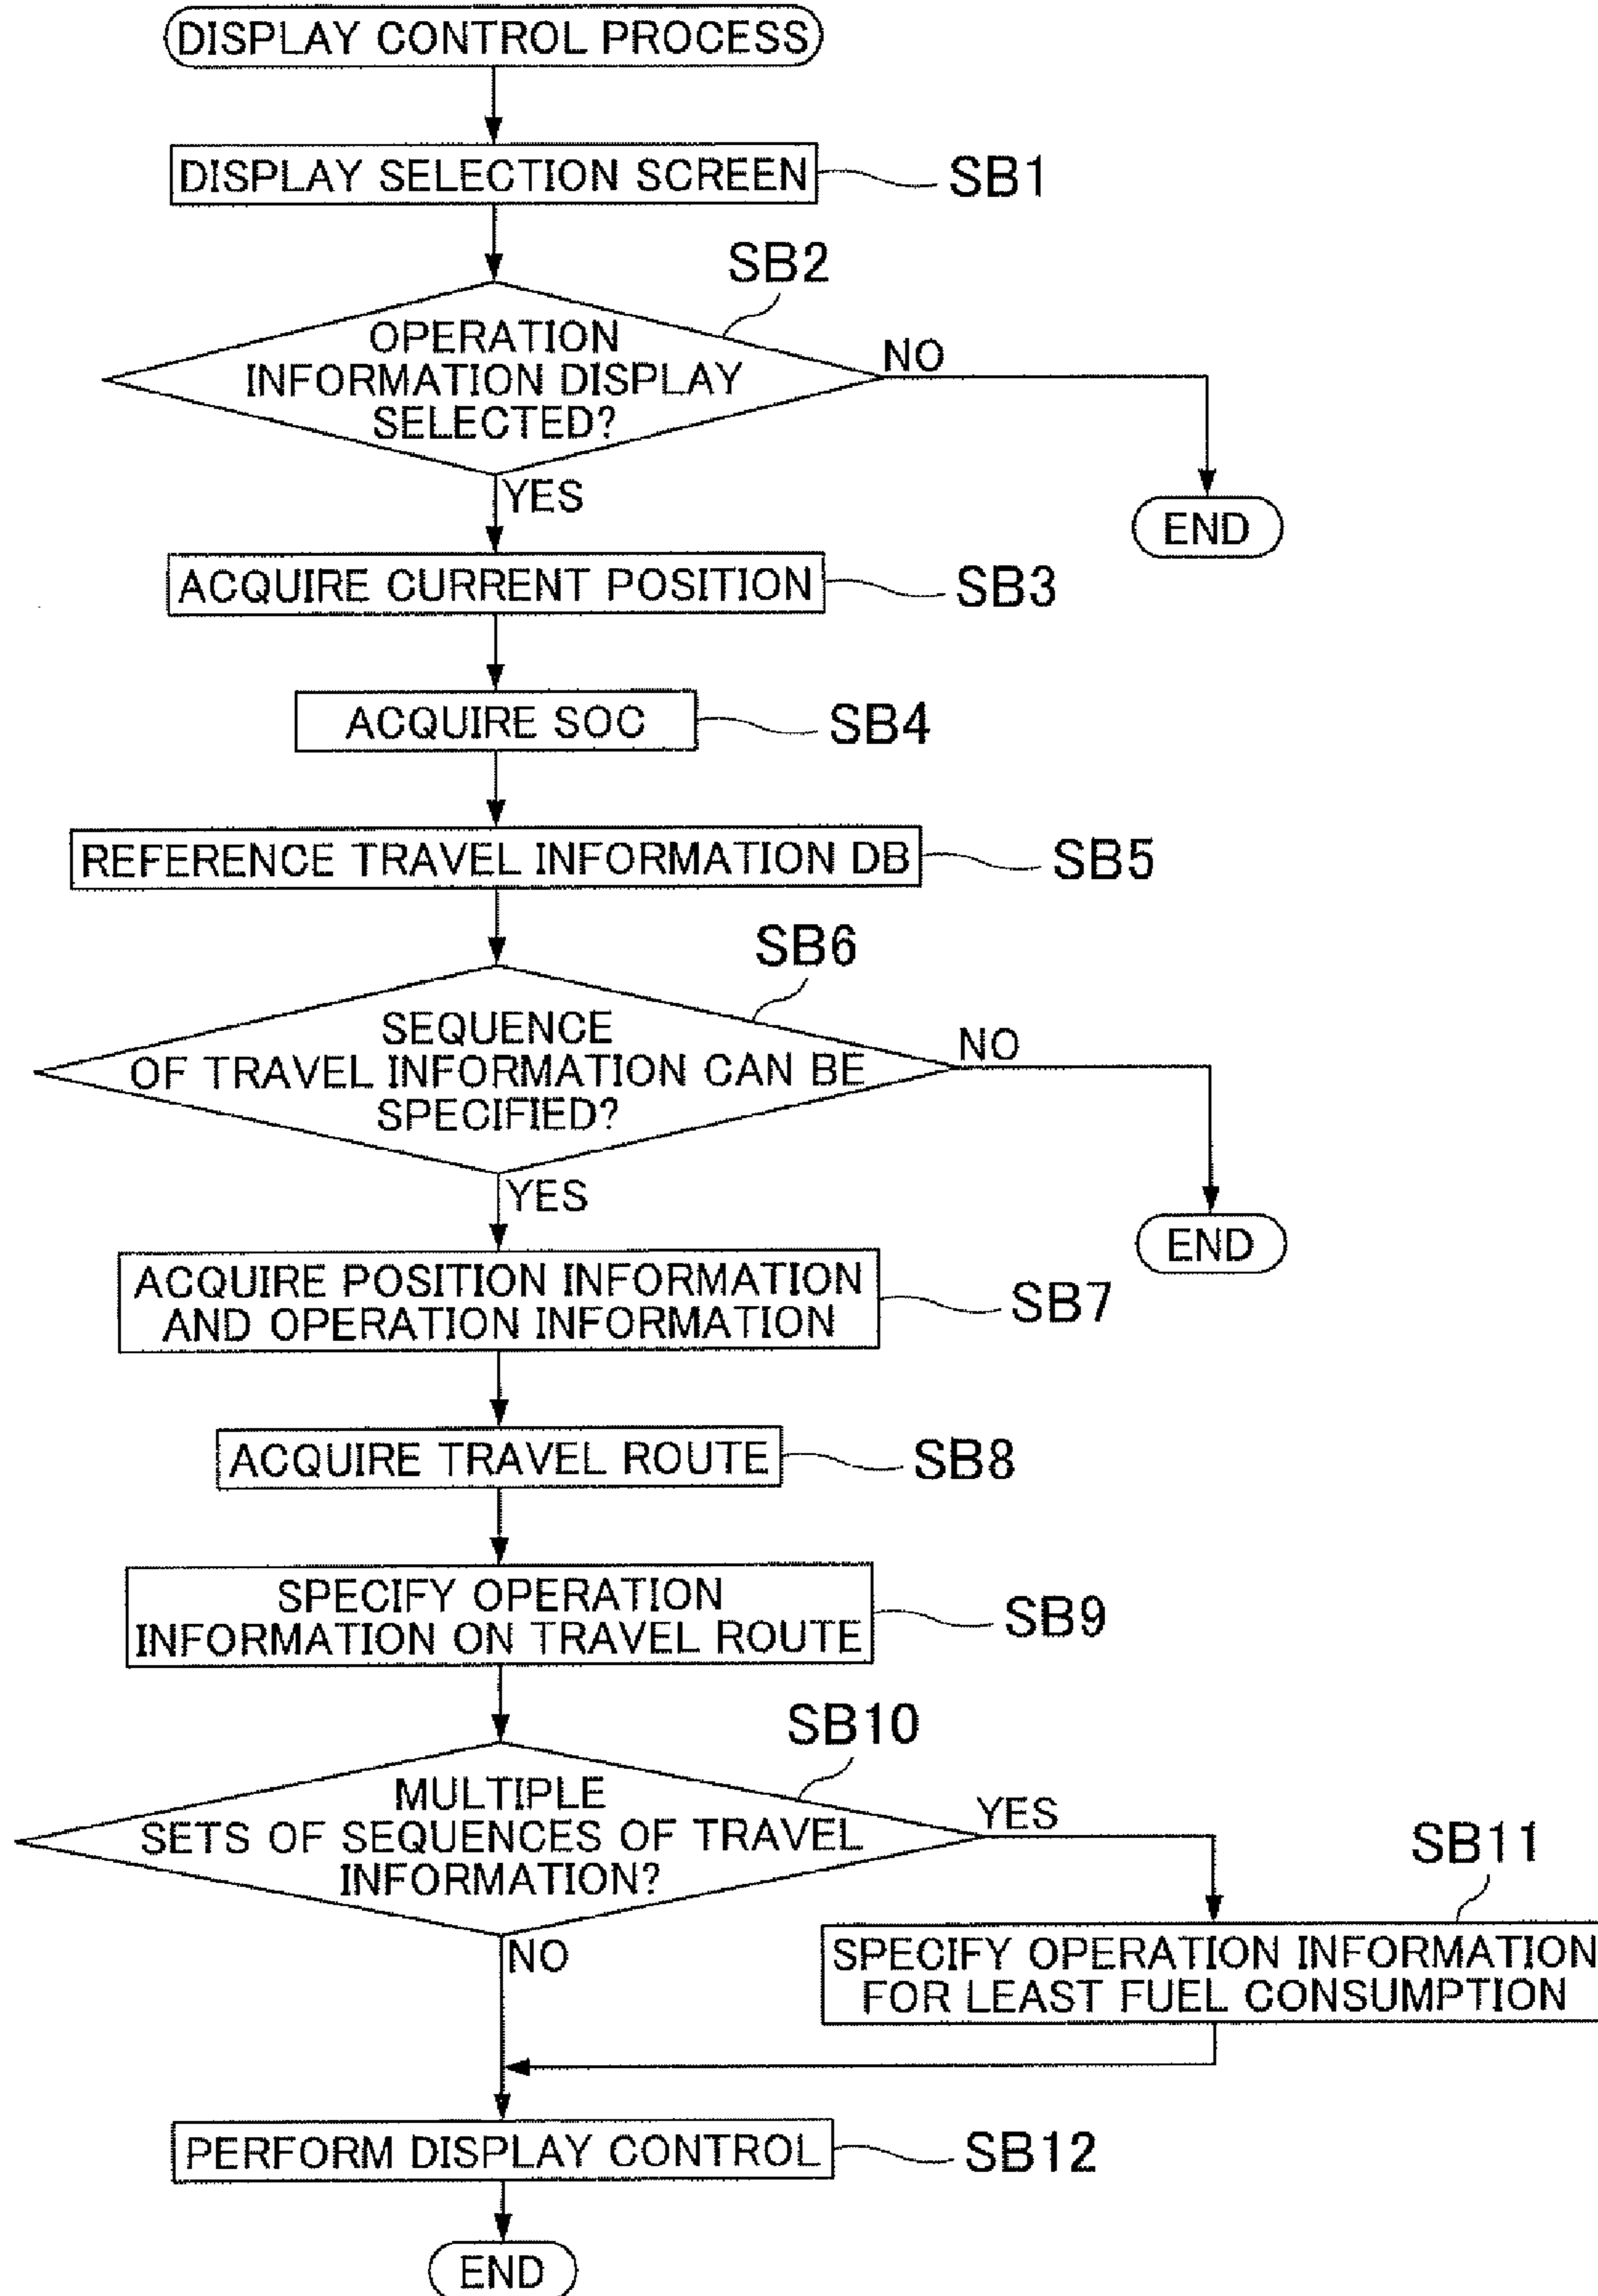 DISPLAY CONTROL PROCESS
DISPLAY SELECTION SCREEN
SB1
SB2
OPERATION
INFORMATION DISPLAY
SELECTED?
NO
YES
END
ACQUIRE CURRENT POSITION
SB3
ACQUIRE SOC
SB4
REFERENCE TRAVEL INFORMATION DB
SB5
SB6
SEQUENCE
OF TRAVEL INFORMATION CAN BE
SPECIFIED?
NO
YES
END
ACQUIRE POSITION INFORMATION
AND OPERATION INFORMATION
SB7
ACQUIRE TRAVEL ROUTE
SB8
SPECIFY OPERATION
INFORMATION ON TRAVEL ROUTE
SB9
SB10
MULTIPLE
SETS OF SEQUENCES OF TRAVEL
INFORMATION?
YES
SB11
NO
SPECIFY OPERATION INFORMATION
FOR LEAST FUEL CONSUMPTION
PERFORM DISPLAY CONTROL
SB12
END